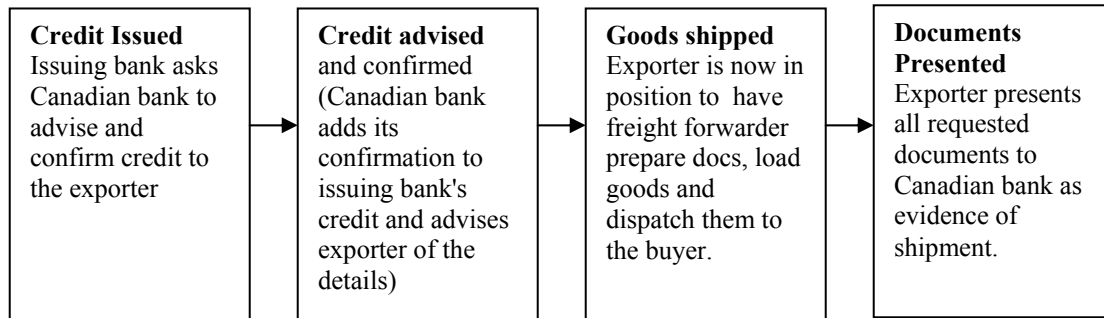 Credit Issued
Issuing bank asks
Canadian bank to
advise and
confirm credit to
the exporter
Credit advised
and confirmed
(Canadian bank
adds its
confirmation to
issuing bank's
credit and advises
exporter of the
details)
Goods shipped
Exporter is now in
position to  have
freight forwarder
prepare docs, load
goods and
dispatch them to
the buyer.
Documents
Presented
Exporter presents
all requested
documents to
Canadian bank as
evidence of
shipment.